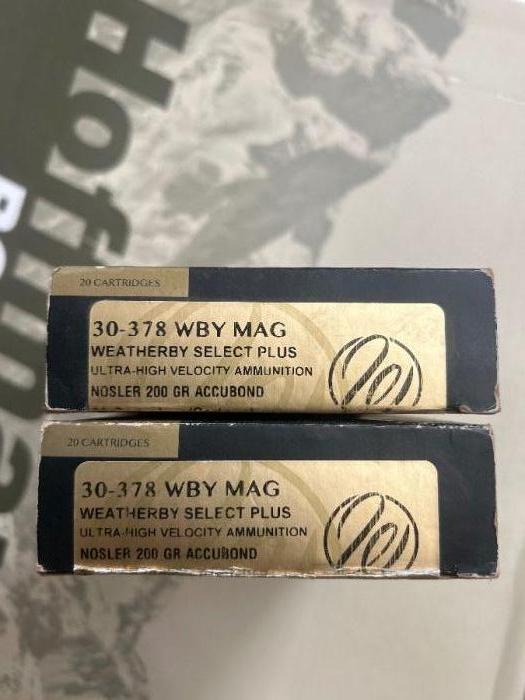 20 CARTRIDGES
30-378 WBY MAG
WEATHERBY SELECT PLUS
ULTRA-HIGH VELOCITY AMMUNITION
NOSLER 200 GR ACCUBOND
20 CARTRIDGES
30-378 WBY MAG
WEATHERBY SELECT PLUS
ULTRA-HIGH VELOCITY AMMUNITION
NOSLER 200 GR ACCUBOND